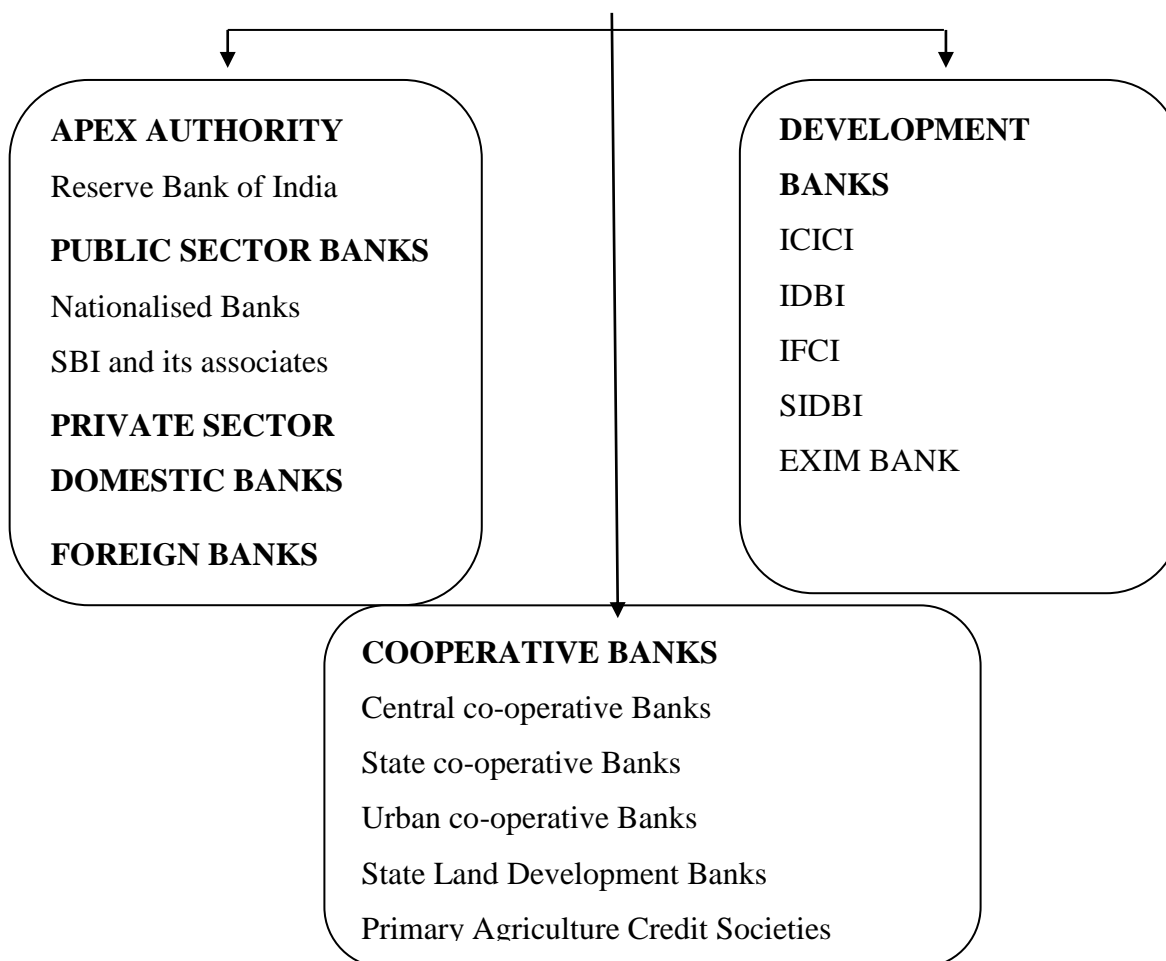 APEX AUTHORITY
Reserve Bank of India
PUBLIC SECTOR BANKS
Nationalised Banks
SBI and its associates
PRIVATE SECTOR
DOMESTIC BANKS
FOREIGN BANKS
DEVELOPMENT
BANKS
ICICI
IDBI
IFCI
SIDBI
EXIM BANK
COOPERATIVE BANKS
Central co-operative Banks
State co-operative Banks
Urban co-operative Banks
State Land Development Banks
Primary Agriculture Credit Societies